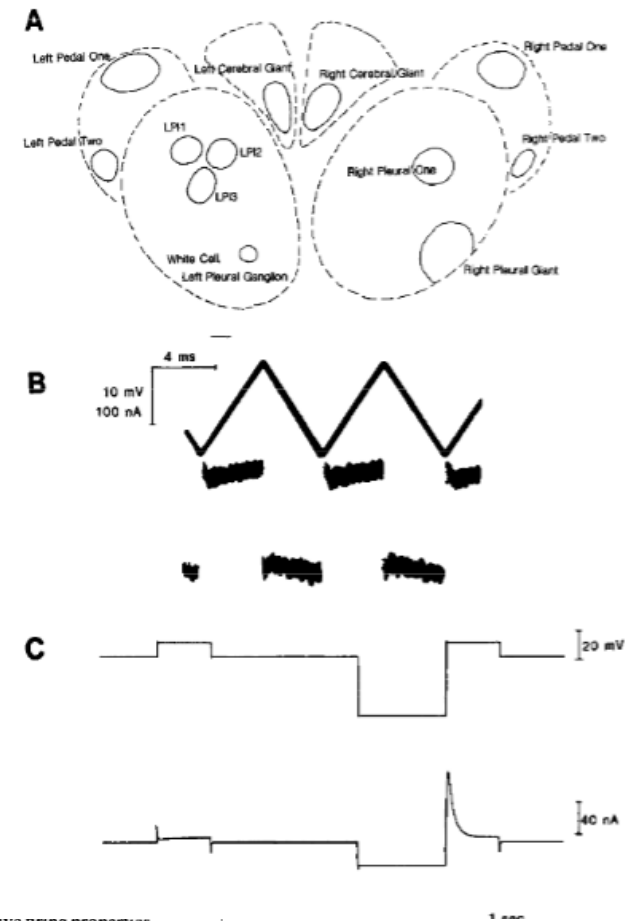 A
Left Pedal One
Left Cerebral Giant
Right Cerebral Giant
Right Pedal One
Left Pedal Two
LPl1
LPl2
LPl3
Right Pleural One
Right Pedal Two
White Cell
Left Pleural Ganglion
Right Pleural Giant
B
4 ms
10 mV
100 nA
C
20 mV
40 nA
1 sec